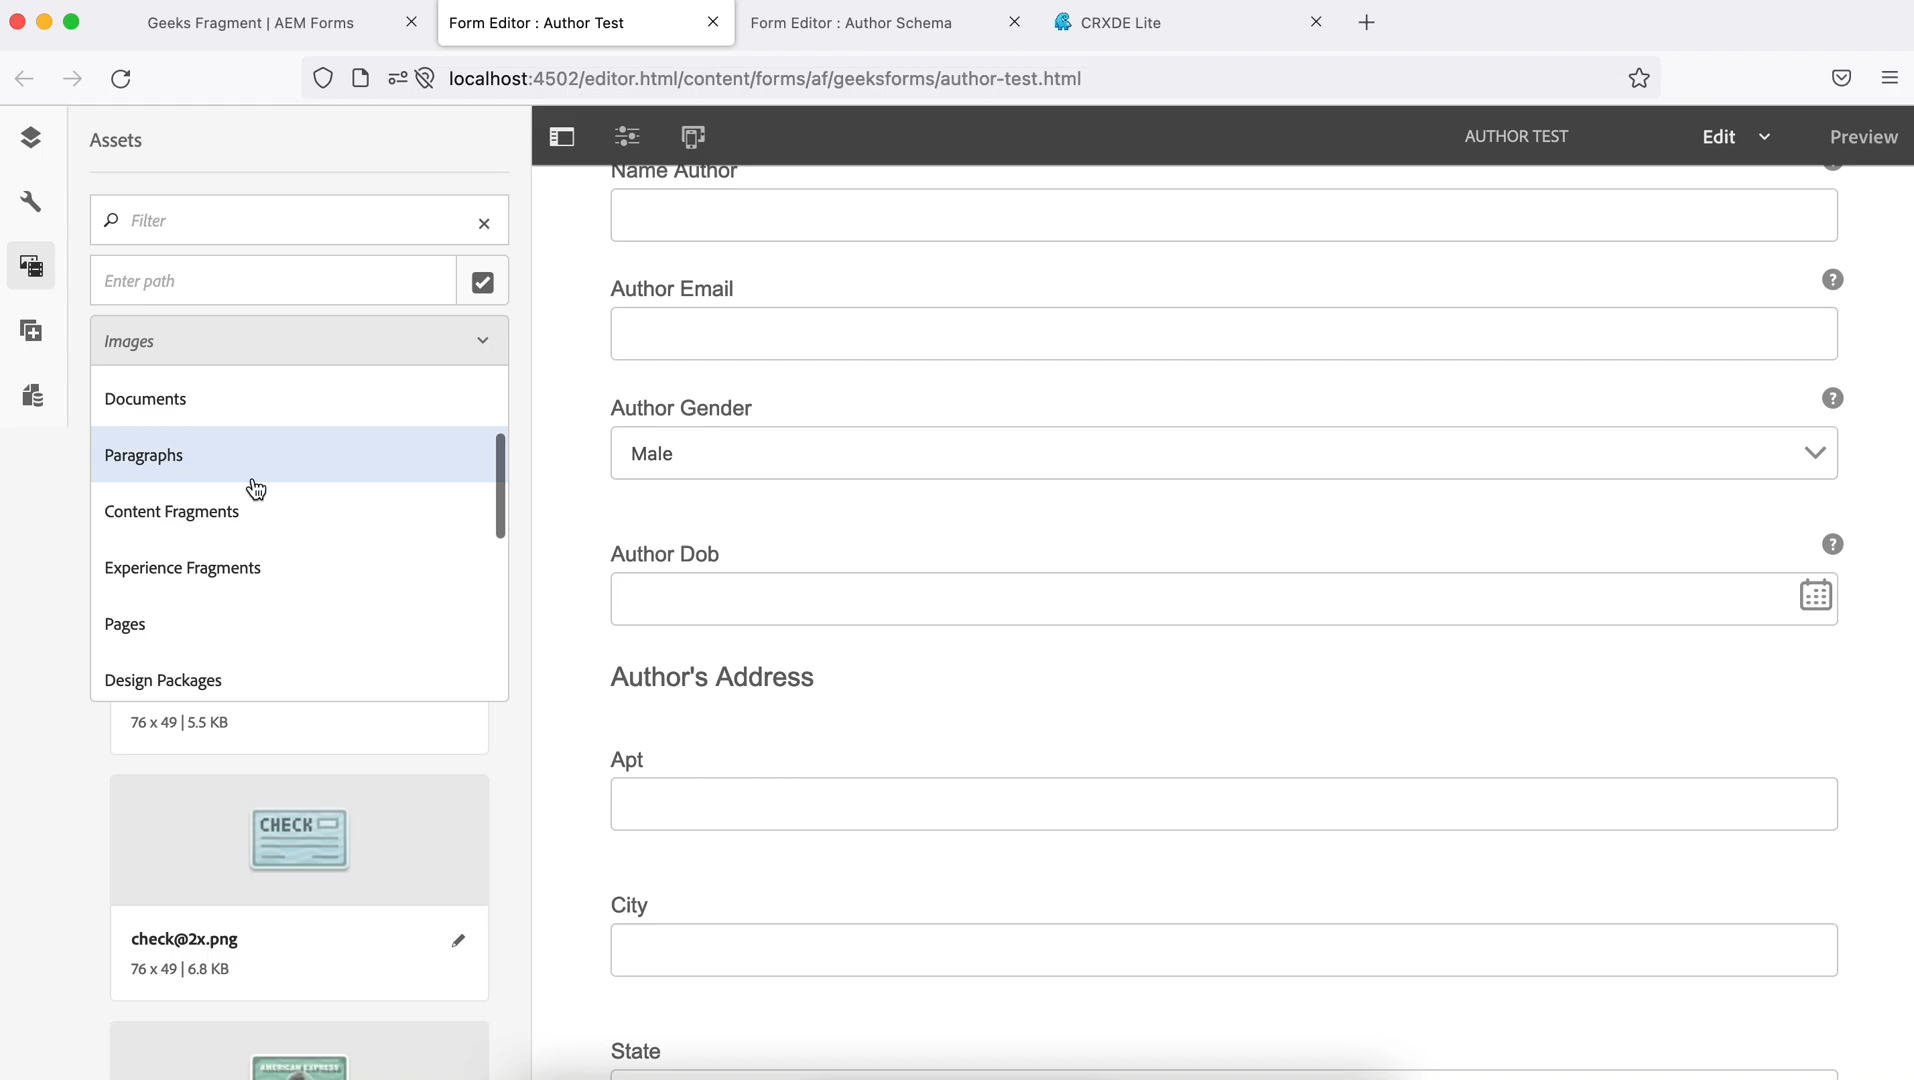 Geeks Fragment | AEM Forms
Form Editor : Author Test
Form Editor : Author Schema
CRXDE Lite
localhost:4502/editor.html/content/forms/af/geeksforms/author-test.html
Assets
AUTHOR TEST
Edit
Preview
Filter
Enter path
Images
Documents
Paragraphs
Content Fragments
Experience Fragments
Pages
Design Packages
76 x 49 | 5.5 KB
CHECK
check@2x.png
76 x 49 | 6.8 KB
AMERICAN EXPRESS
Name Author
?
Author Email
?
Author Gender
Male
?
Author Dob
Author's Address
Apt
City
State